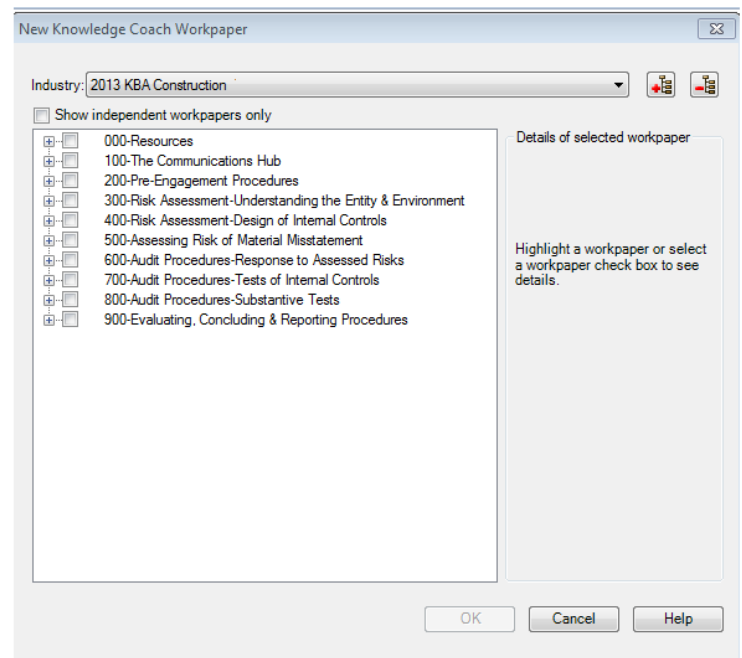 New Knowledge Coach Workpaper
Industry: 2013 KBA Construction
Show independent workpapers only
000-Resources
100-The Communications Hub
200-Pre-Engagement Procedures
300-Risk Assessment-Understanding the Entity & Environment
400-Risk Assessment-Design of Internal Controls
500-Assessing Risk of Material Misstatement
600-Audit Procedures-Response to Assessed Risks
700-Audit Procedures-Tests of Internal Controls
800-Audit Procedures-Substantive Tests
900-Evaluating, Concluding & Reporting Procedures
Details of selected workpaper
Highlight a workpaper or select
a workpaper check box to see
details.
OK Cancel Help